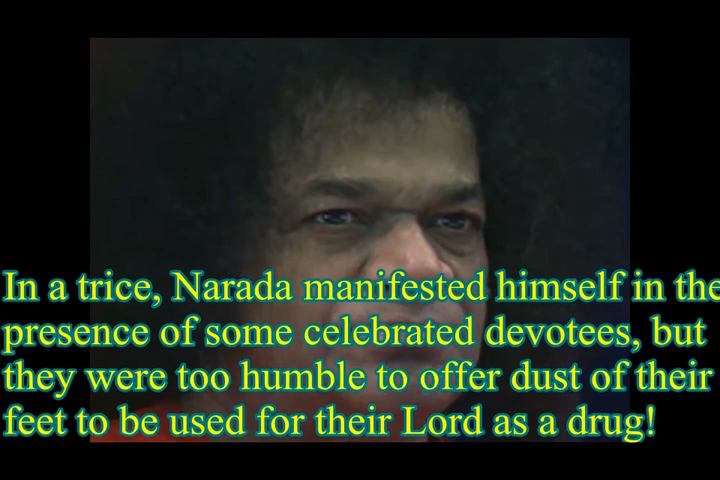 In a trice, Narada manifested himself in the
presence of some celebrated devotees, but
they were too humble to offer dust of their
feet to be used for their Lord as a drug!